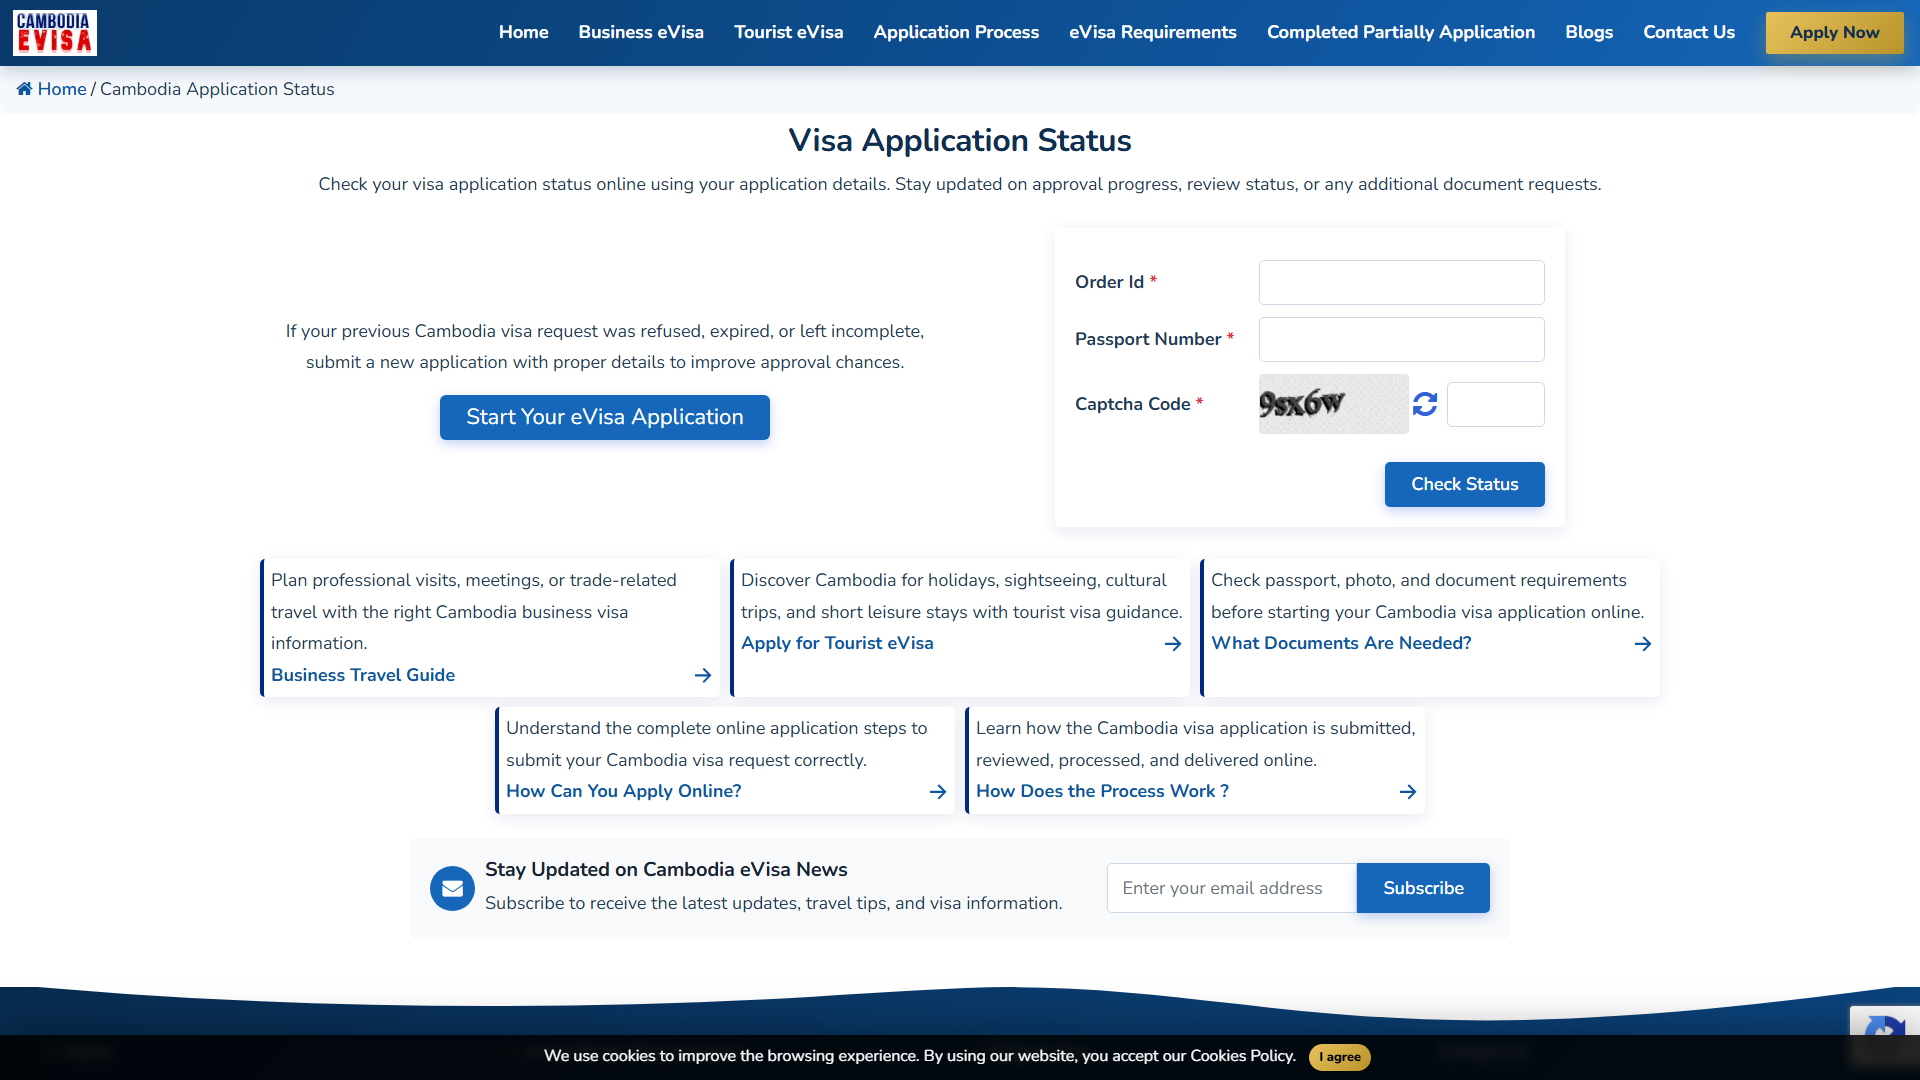 CAMBODIA
EVISA
Home
Business eVisa
Tourist eVisa
Application Process
eVisa Requirements
Completed Partially Application
Blogs
Contact Us
Apply Now
Home / Cambodia Application Status
Visa Application Status
Check your visa application status online using your application details. Stay updated on approval progress, review status, or any additional document requests.
If your previous Cambodia visa request was refused, expired, or left incomplete,
submit a new application with proper details to improve approval chances.
Start Your eVisa Application
Order Id *
Passport Number *
Captcha Code *
9sx6w
Check Status
Plan professional visits, meetings, or trade-related
travel with the right Cambodia business visa
information.
Business Travel Guide
Discover Cambodia for holidays, sightseeing, cultural
trips, and short leisure stays with tourist visa guidance.
Apply for Tourist eVisa
Check passport, photo, and document requirements
before starting your Cambodia visa application online.
What Documents Are Needed?
Understand the complete online application steps to
submit your Cambodia visa request correctly.
How Can You Apply Online?
Learn how the Cambodia visa application is submitted,
reviewed, processed, and delivered online.
How Does the Process Work ?
Stay Updated on Cambodia eVisa News
Subscribe to receive the latest updates, travel tips, and visa information.
Enter your email address
Subscribe
We use cookies to improve the browsing experience. By using our website, you accept our Cookies Policy.
I agree